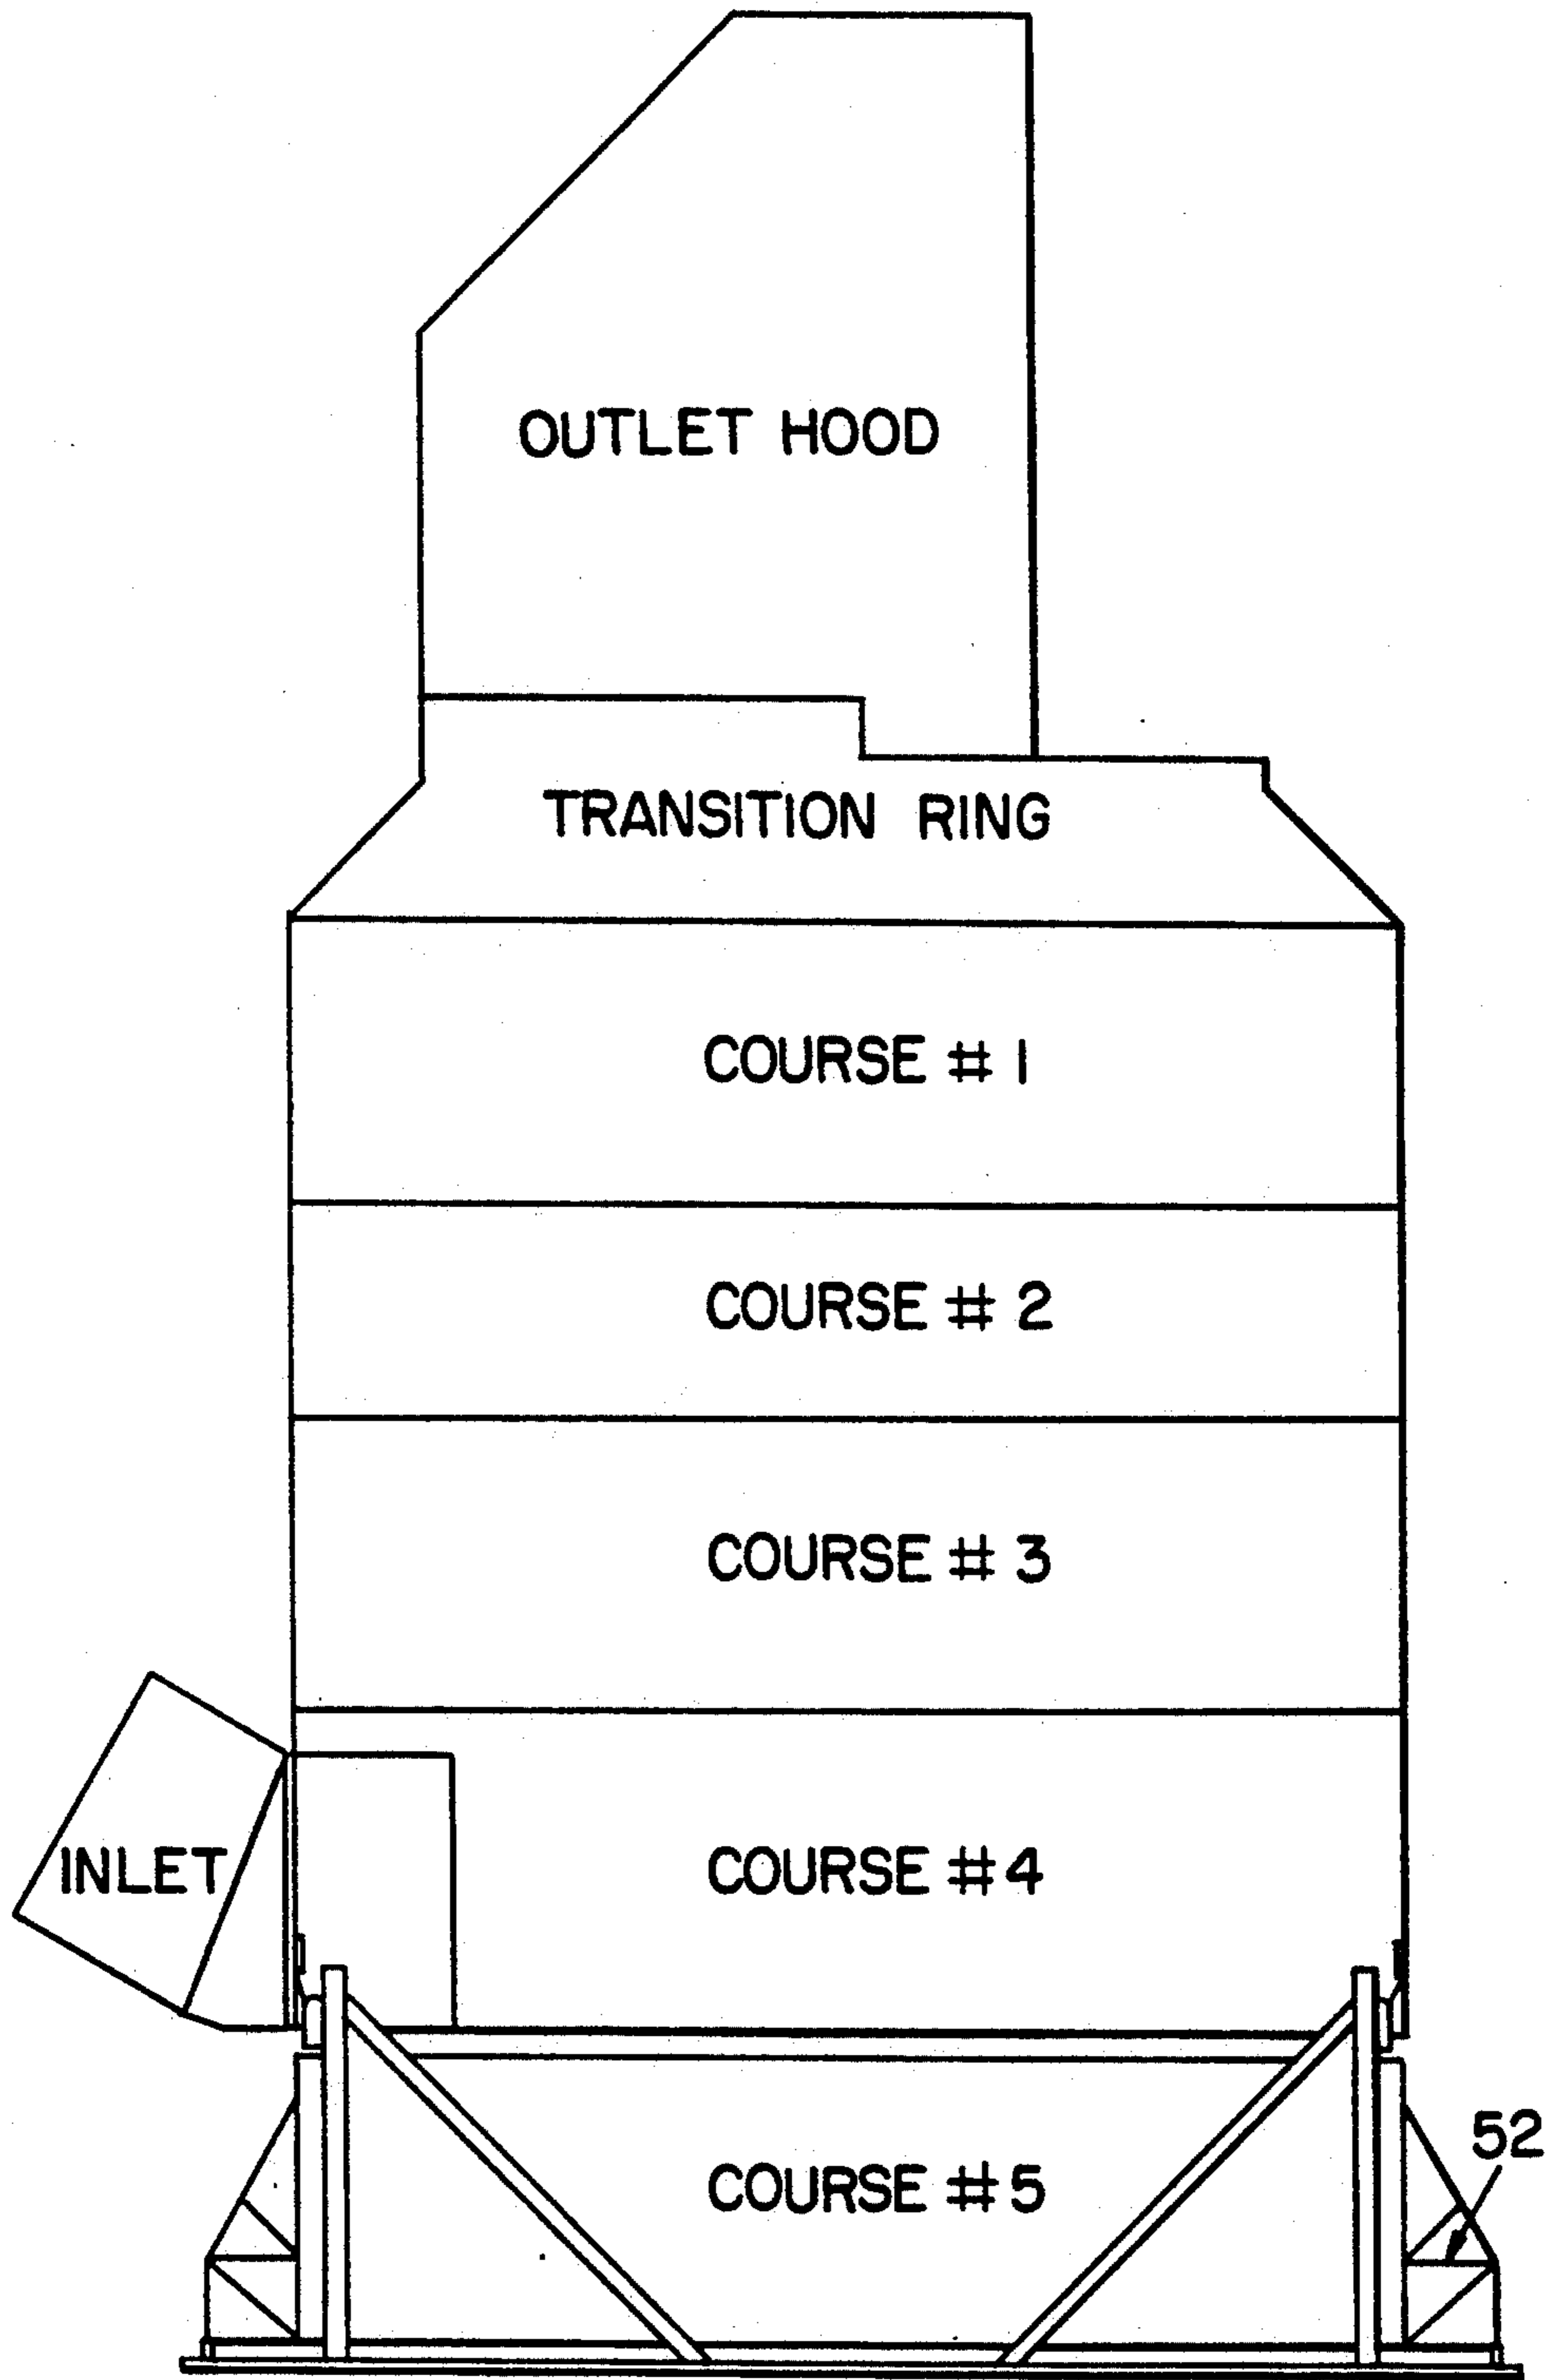 OUTLET HOOD
TRANSITION RING
COURSE # 1
COURSE # 2
COURSE # 3
INLET
COURSE #4
52
COURSE #5